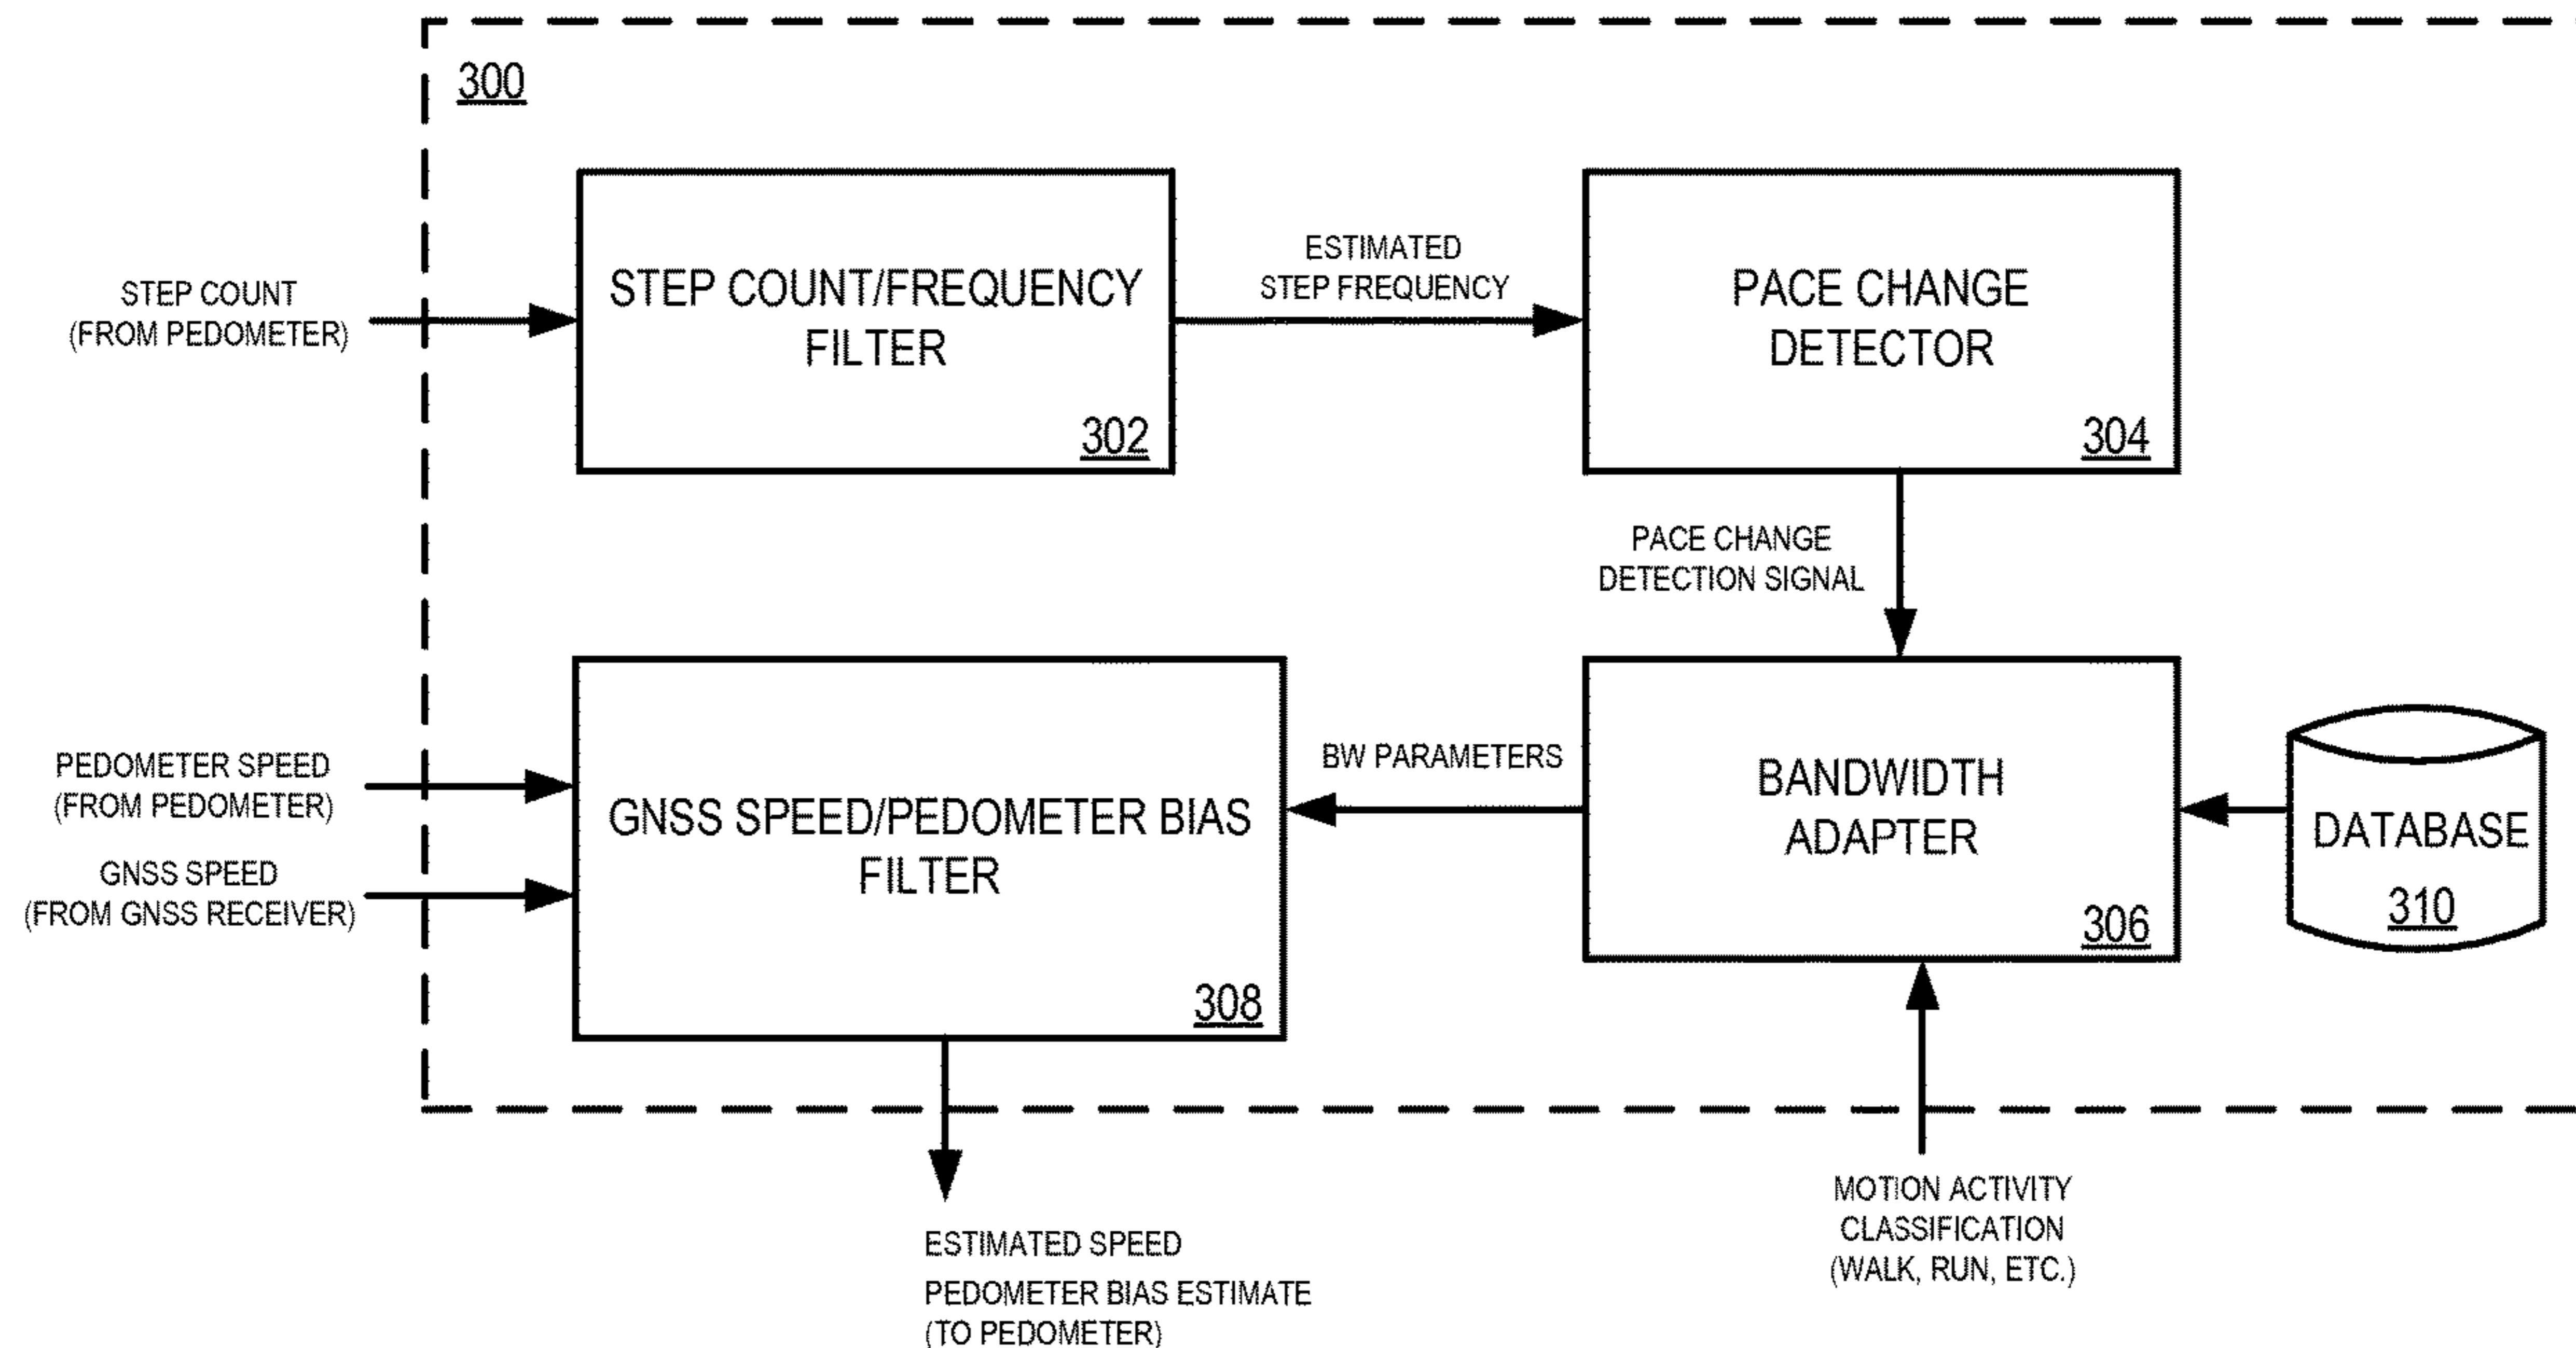 300
STEP COUNT
(FROM PEDOMETER)
STEP COUNT/FREQUENCY
FILTER
302
ESTIMATED
STEP FREQUENCY
PACE CHANGE
DETECTOR
304
PACE CHANGE
DETECTION SIGNAL
PEDOMETER SPEED
(FROM PEDOMETER)
GNSS SPEED
(FROM GNSS RECEIVER)
GNSS SPEED/PEDOMETER BIAS
FILTER
308
BW PARAMETERS
BANDWIDTH
ADAPTER
306
DATABASE
310
ESTIMATED SPEED
PEDOMETER BIAS ESTIMATE
(TO PEDOMETER)
MOTION ACTIVITY
CLASSIFICATION
(WALK, RUN, ETC.)